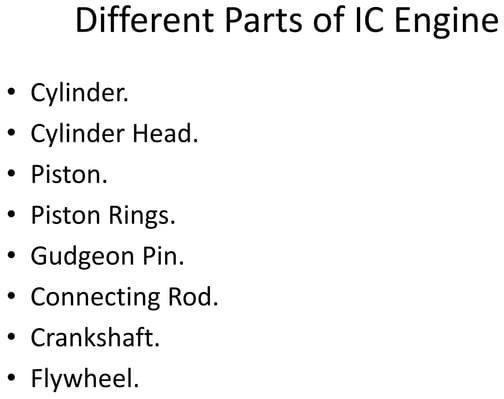 Different Parts of IC Engine
• Cylinder.
• Cylinder Head.
• Piston.
• Piston Rings.
• Gudgeon Pin.
• Connecting Rod.
• Crankshaft.
• Flywheel.